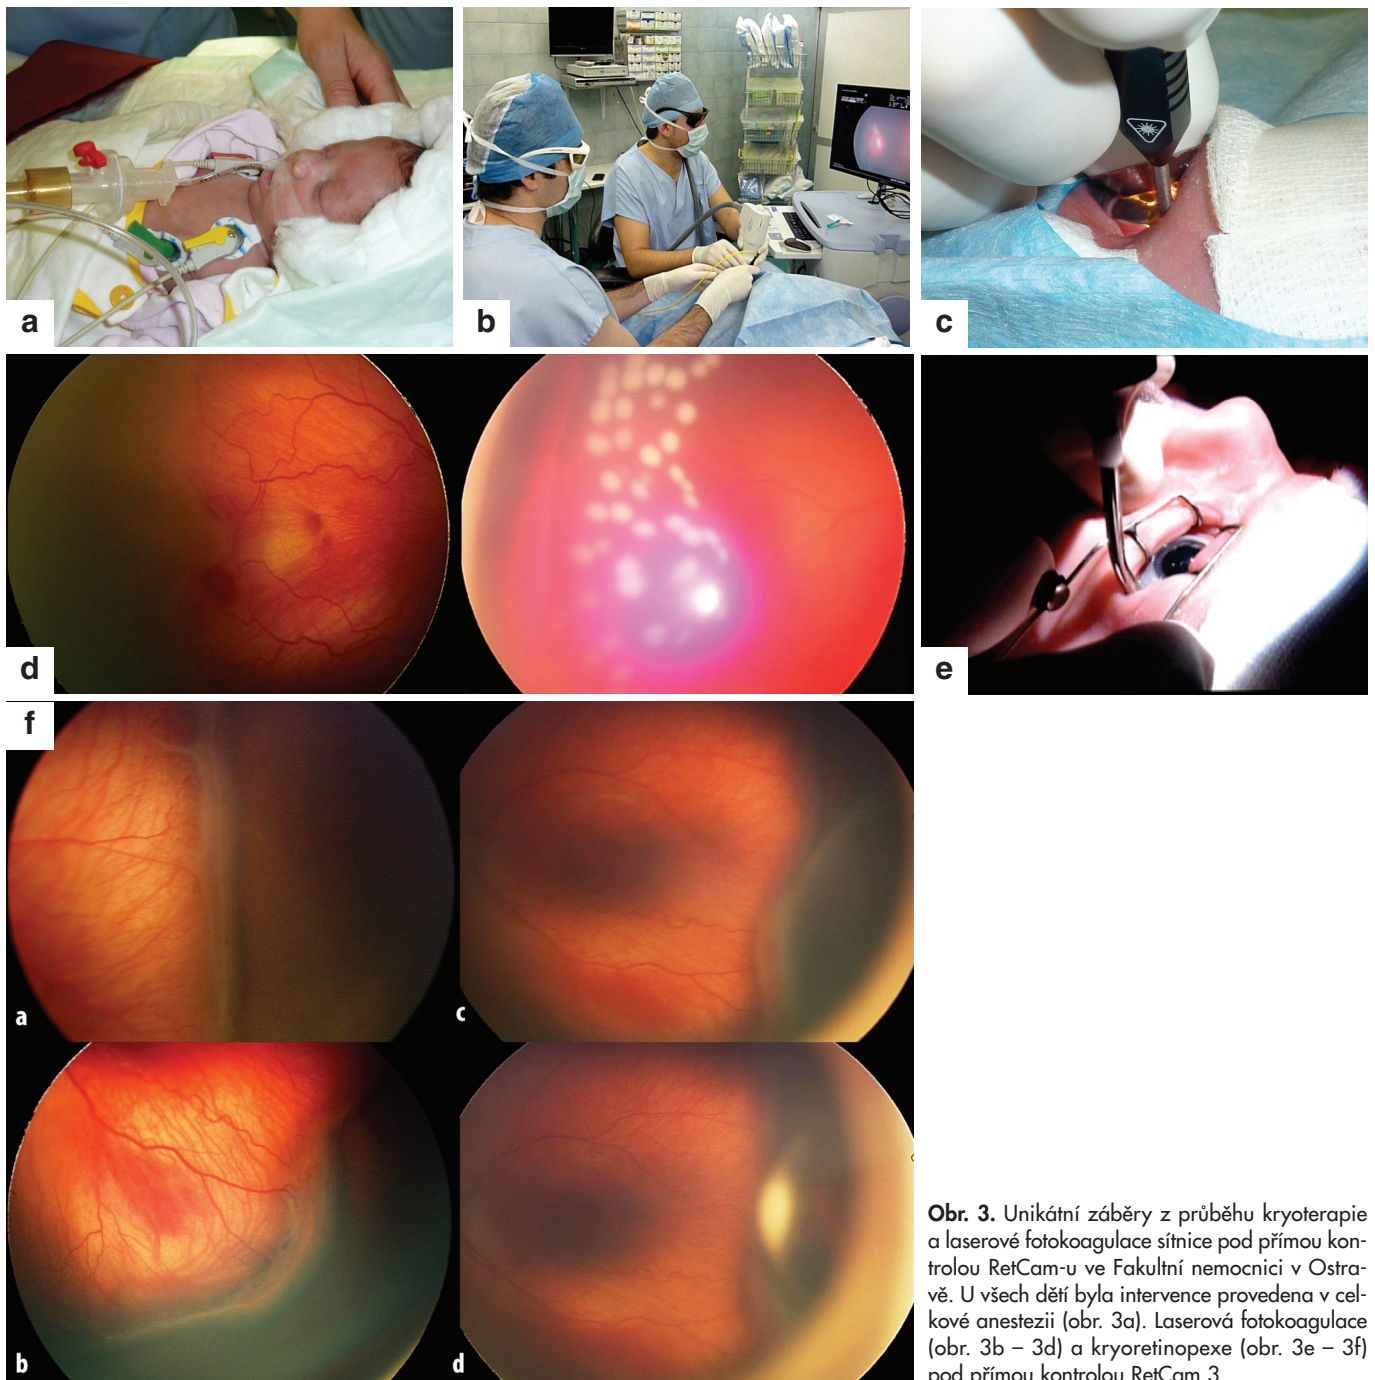 a
b
c
d
e
f
a
c
b
d
Obr. 3. Unikátní záběry z průběhu kryoterapie
a laserové fotokoagulace sítnice pod přímou kon-
trolou RetCam-u ve Fakultní nemocnici v Ostra-
vě. U všech dětí byla intervence provedena v cel-
kové anestezii (obr. 3a). Laserová fotokoagulace
(obr. 3b – 3d) a kryoretinopexe (obr. 3e – 3f)
pod přímou kontrolou RetCam 3